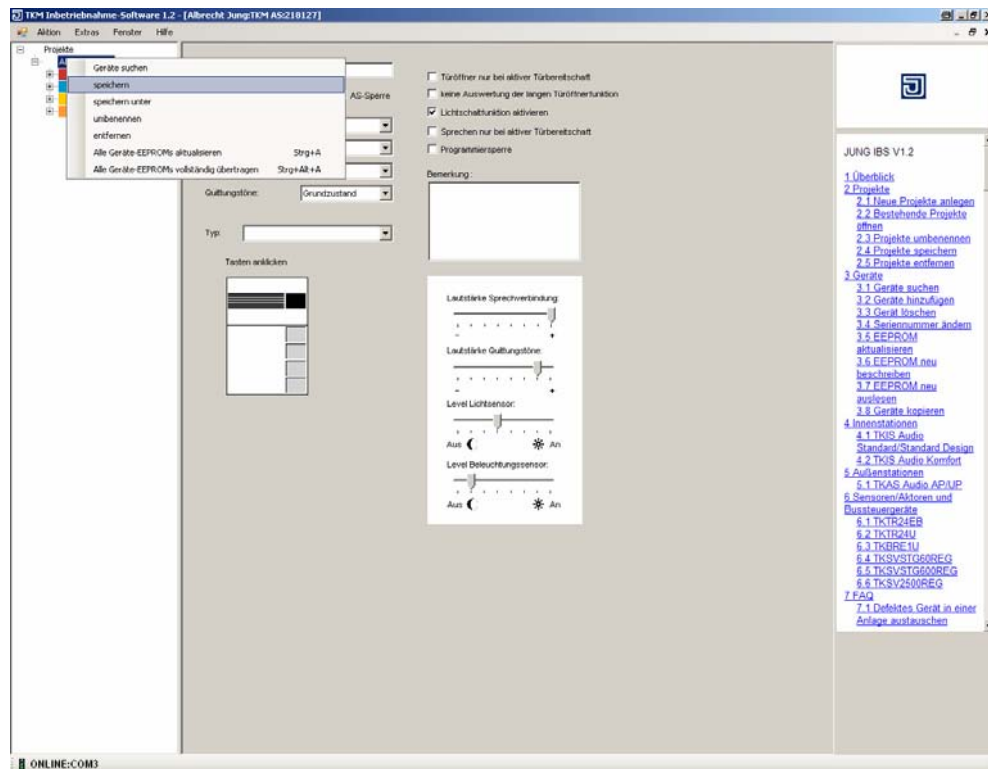 TKM Inbetriebnahme-Software 1.2 - [Albrecht Jung:TKM AS:218127]
Aktion Extras Fenster Hilfe
Projekte
Geräte suchen
speichern
speichern unter
umbenennen
entfernen
Alle Geräte-EEPROMs aktualisieren Strg+A
Alle Geräte-EEPROMs vollständig übertragen Strg+Alt+A
AS-Sperre
Quittungstöne: Grundzustand
Typ:
Tasten anklicken
Türöffner nur bei aktiver Türbereitschaft
keine Auswertung der langen Türöffnerfunktion
Lichtschaltfunktion aktivieren
Sprechen nur bei aktiver Türbereitschaft
Programmiersperre
Bemerkung :
Lautstärke Sprechverbindung:
- +
Lautstärke Quittungstöne:
- +
Level Lichtsensor:
Aus An
Level Beleuchtungssensor:
Aus An
JUNG IBS V1.2
1 Überblick
2 Projekte
2.1 Neue Projekte anlegen
2.2 Bestehende Projekte
öffnen
2.3 Projekte umbenennen
2.4 Projekte speichern
2.5 Projekte entfernen
3 Geräte
3.1 Geräte suchen
3.2 Geräte hinzufügen
3.3 Gerät löschen
3.4 Seriennummer ändern
3.5 EEPROM
aktualisieren
3.6 EEPROM neu
beschreiben
3.7 EEPROM neu
auslesen
3.8 Geräte kopieren
4 Innenstationen
4.1 TKIS Audio
Standard/Standard Design
4.2 TKIS Audio Komfort
5 Außenstationen
5.1 TKAS Audio AP/UP
6 Sensoren/Aktoren und
Bussteuergeräte
6.1 TKTR24EB
6.2 TKTR24U
6.3 TKBRE1U
6.4 TKSVSTG60REG
6.5 TKSVSTG600REG
6.6 TKSV2500REG
7 FAQ
7.1 Defektes Gerät in einer
Anlage austauschen
ONLINE:COM3